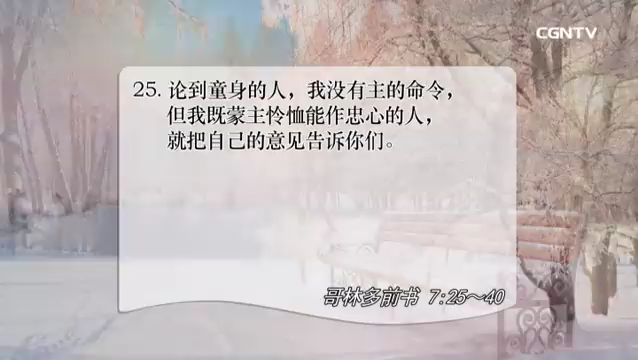 CGNTV
25. 论到童身的人，我没有主的命令，
但我既蒙主怜恤能作忠心的人，
就把自己的意见告诉你们。
哥林多前书 7:25～40